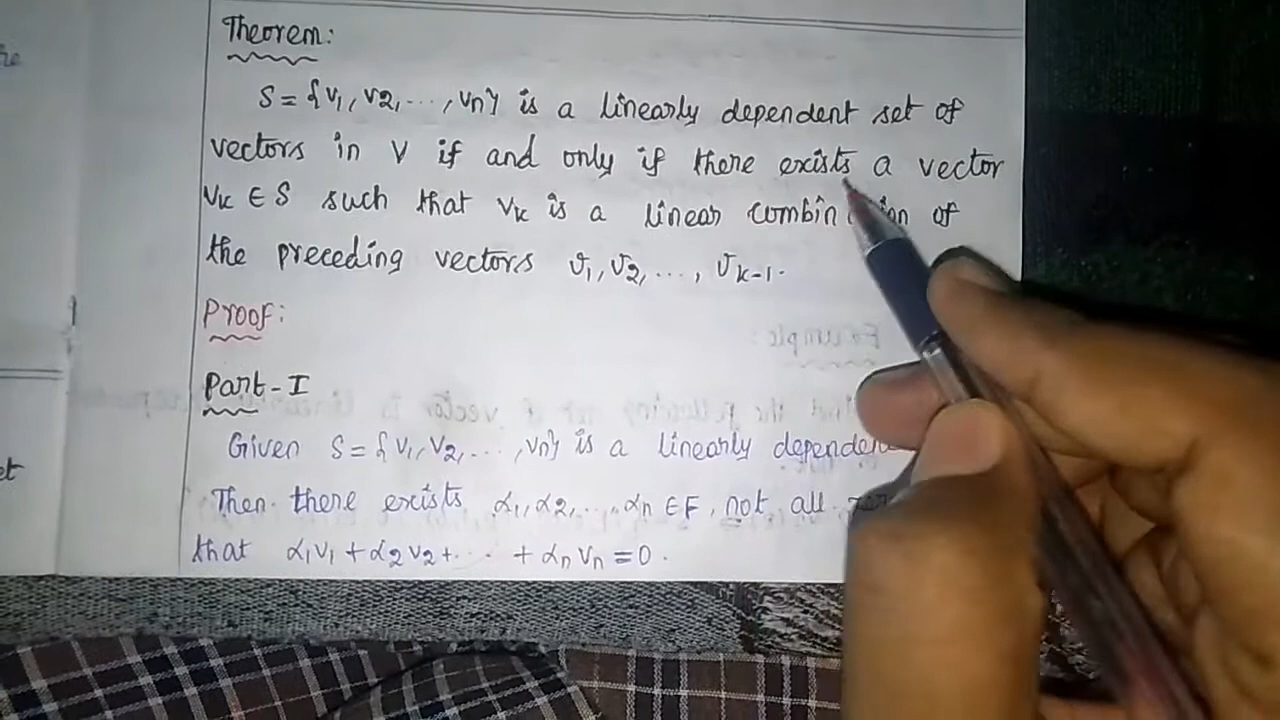 Theorem:
S = {v1, v2, ..., vn} is a linearly dependent set of
vectors in V if and only if there exists a vector
vk ∈ S such that vk is a linear of
the preceding vectors v1, v2, ..., vk-1.
Proof:
Part-I
Given S = {v1, v2, ..., vn} is a linearly
Then there exists α1, α2, ..., αn ∈ F, not all
that α1v1 + α2v2 + ... + αnvn = 0.